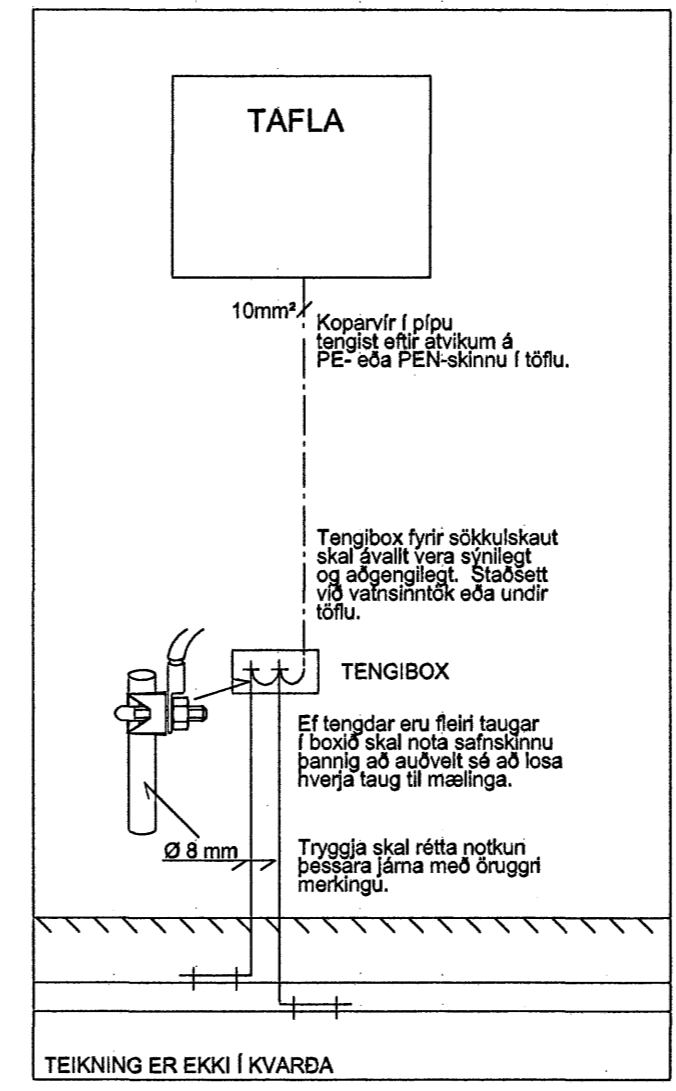 TAFLA
10mm²
Koparvír í pípu
tengist eftir atvikum á
PE- eða PEN-skinnu í töflu.
Tengibox fyrir sökkulskaut
skal ávallt vera sýnilegt
og aðgengilegt. Staðsett
við vatnsinntök eða undir
töflu.
TENGIBOX
Ef tengdar eru fleiri taugar
í boxið skal nota safnskinnu
þannig að auðvelt sé að losa
hverja taug til mælinga.
Ø 8 mm
Tryggja skal rétta notkun
þessara járna með öruggri
merkingu.
TEIKNING ER EKKI Í KVARÐA